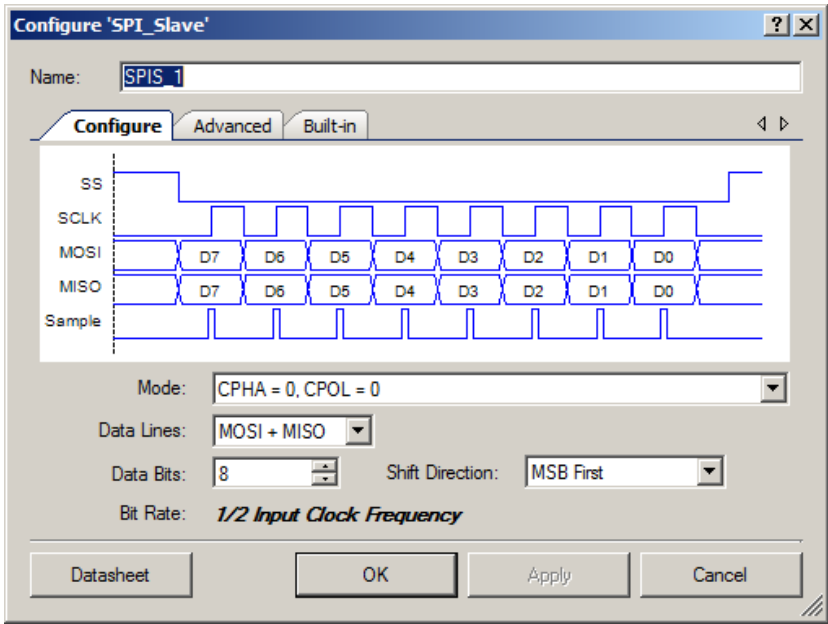 Configure 'SPI_Slave'
Name: SPIS_1
Configure Advanced Built-in
SS
SCLK
MOSI D7 D6 D5 D4 D3 D2 D1 D0
MISO D7 D6 D5 D4 D3 D2 D1 D0
Sample
Mode: CPHA = 0, CPOL = 0
Data Lines: MOSI + MISO
Data Bits: 8 Shift Direction: MSB First
Bit Rate: 1/2 Input Clock Frequency
Datasheet OK Apply Cancel